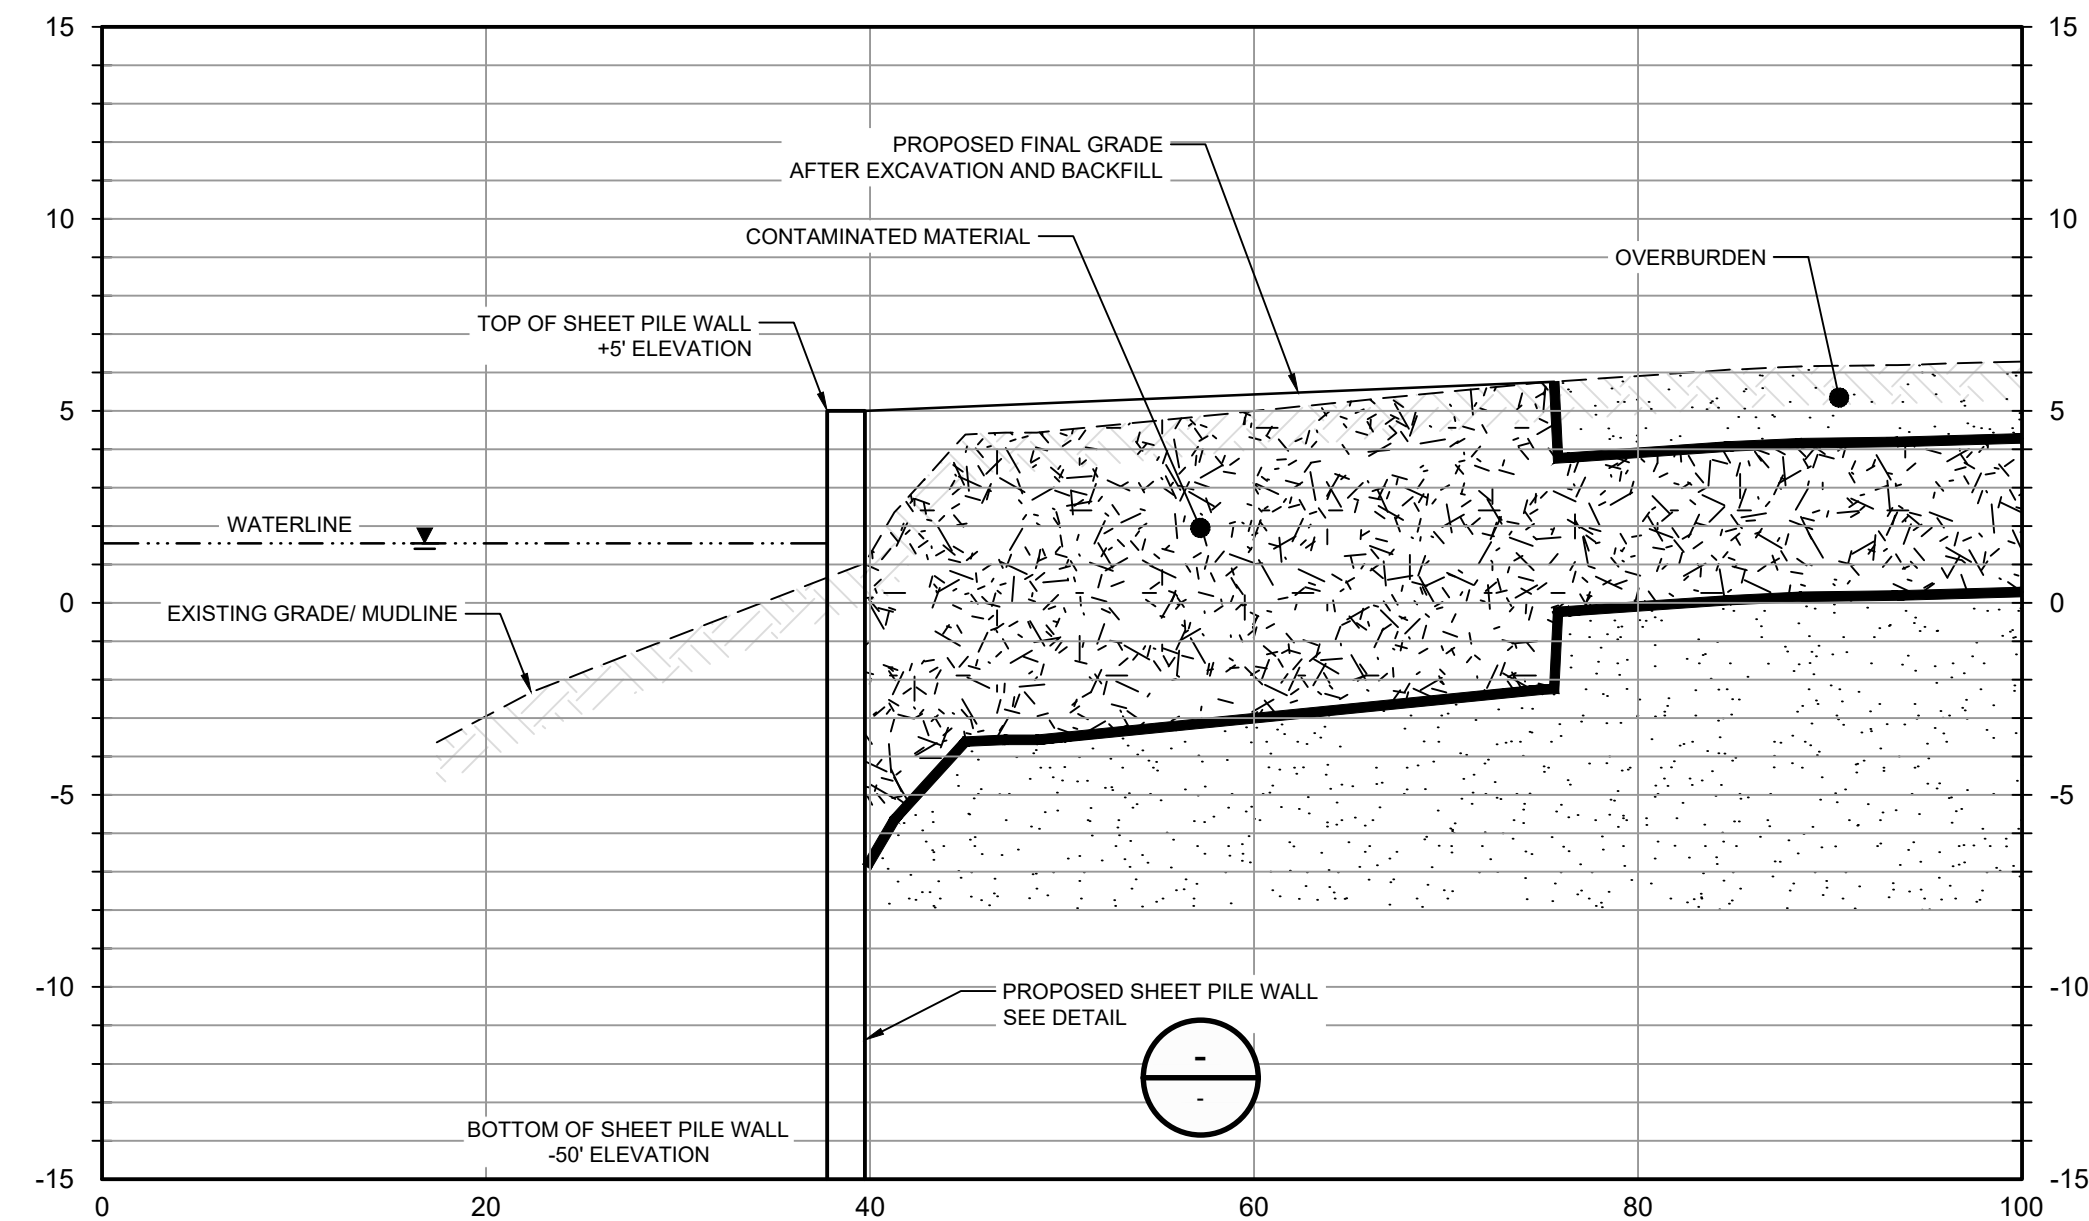 15
15
PROPOSED FINAL GRADE
AFTER EXCAVATION AND BACKFILL
10
10
CONTAMINATED MATERIAL
OVERBURDEN
TOP OF SHEET PILE WALL
+5' ELEVATION
5
5
WATERLINE
0
0
EXISTING GRADE/ MUDLINE
-5
-5
-10
-10
PROPOSED SHEET PILE WALL
SEE DETAIL
-
-
BOTTOM OF SHEET PILE WALL
-50' ELEVATION
-15
-15
0 20 40 60 80 100